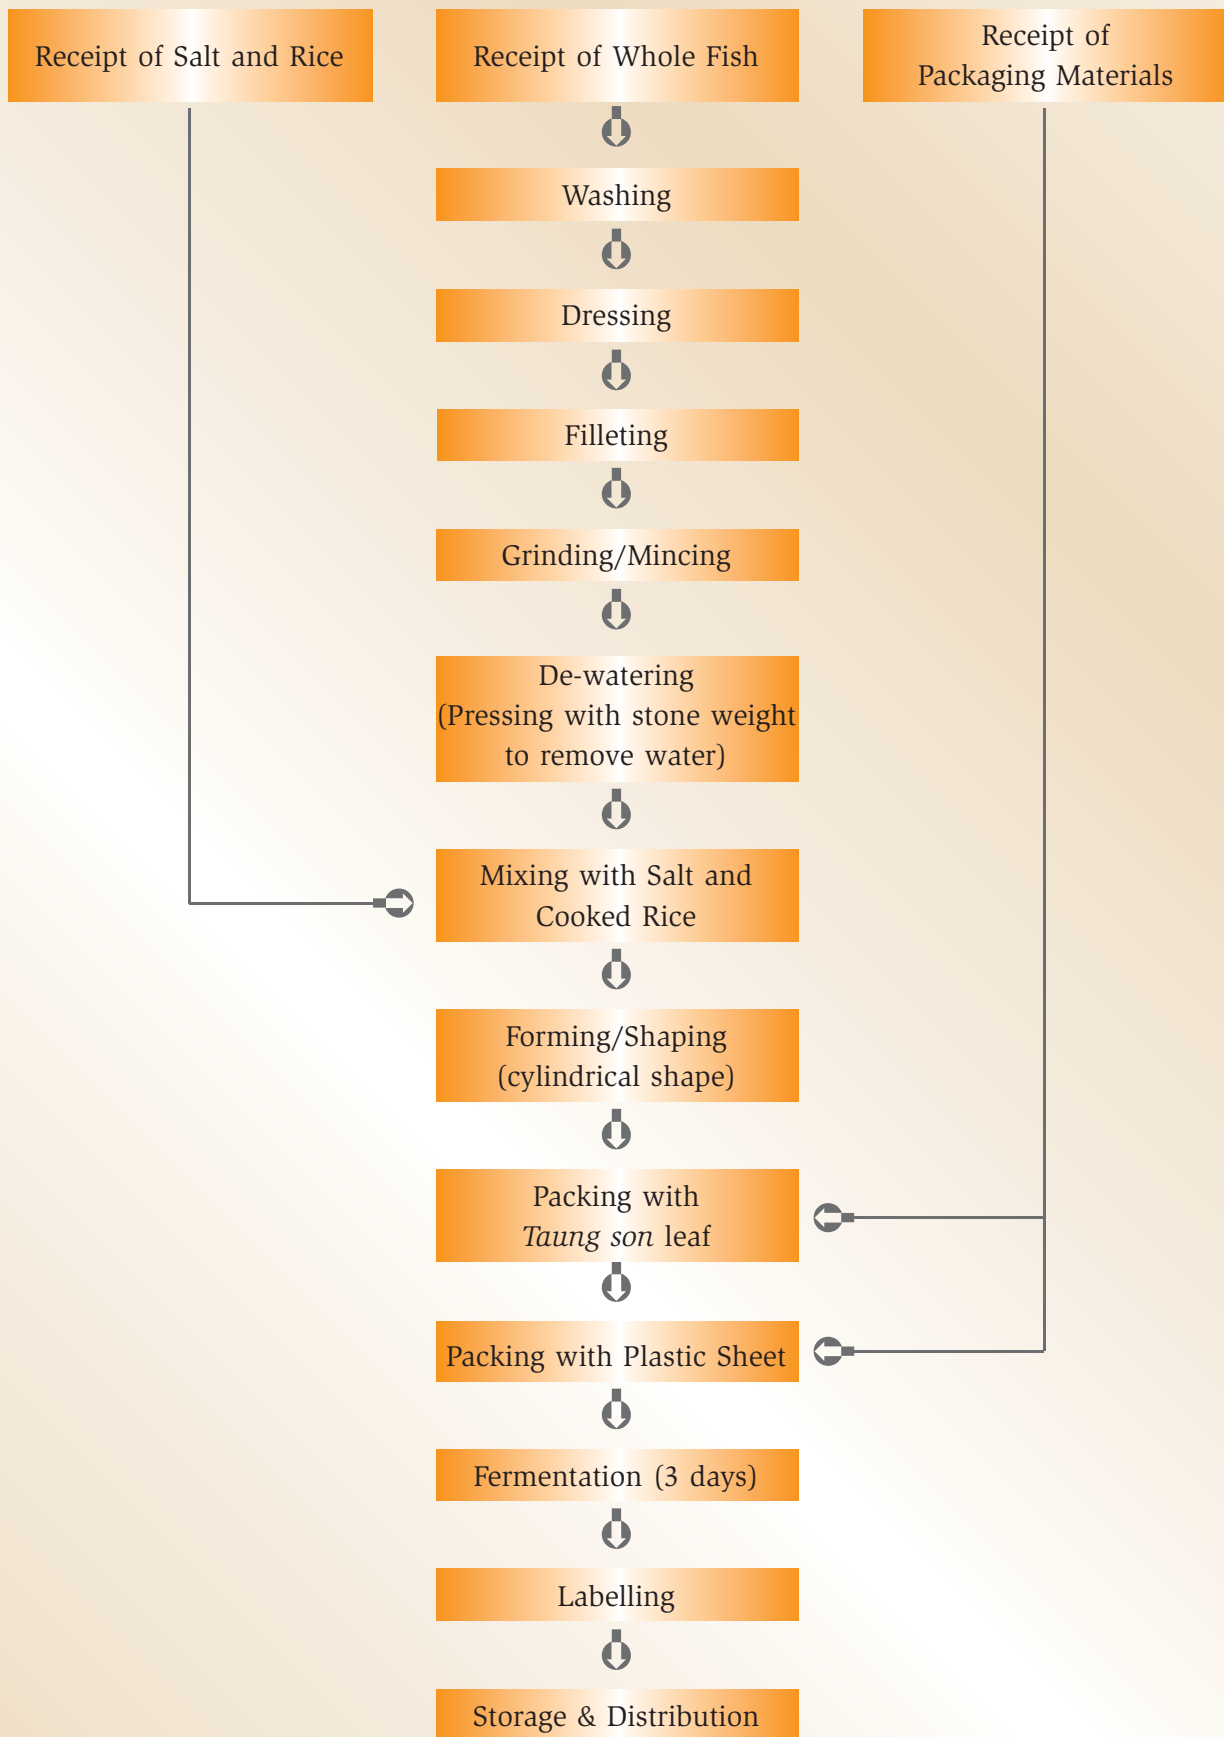 Receipt of Salt and Rice
Receipt of Whole Fish
Receipt of
Packaging Materials
Washing
Dressing
Filleting
Grinding/Mincing
De-watering
(Pressing with stone weight
to remove water)
Mixing with Salt and
Cooked Rice
Forming/Shaping
(cylindrical shape)
Packing with
Taung son leaf
Packing with Plastic Sheet
Fermentation (3 days)
Labelling
Storage & Distribution